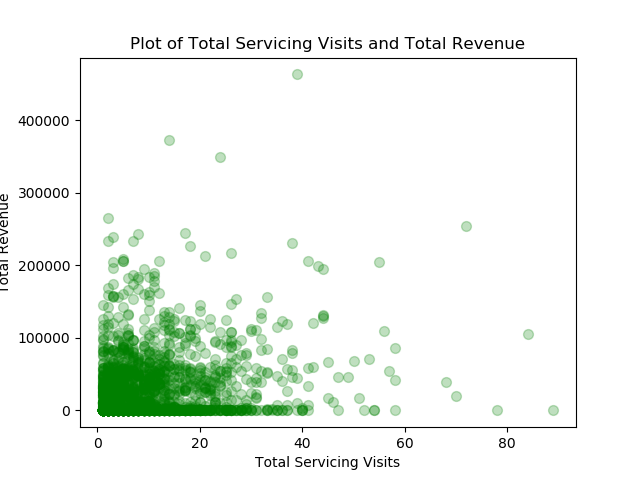 Plot of Total Servicing Visits and Total Revenue
400000
300000
200000
100000
0
Total Revenue
0 20 40 60 80
Total Servicing Visits